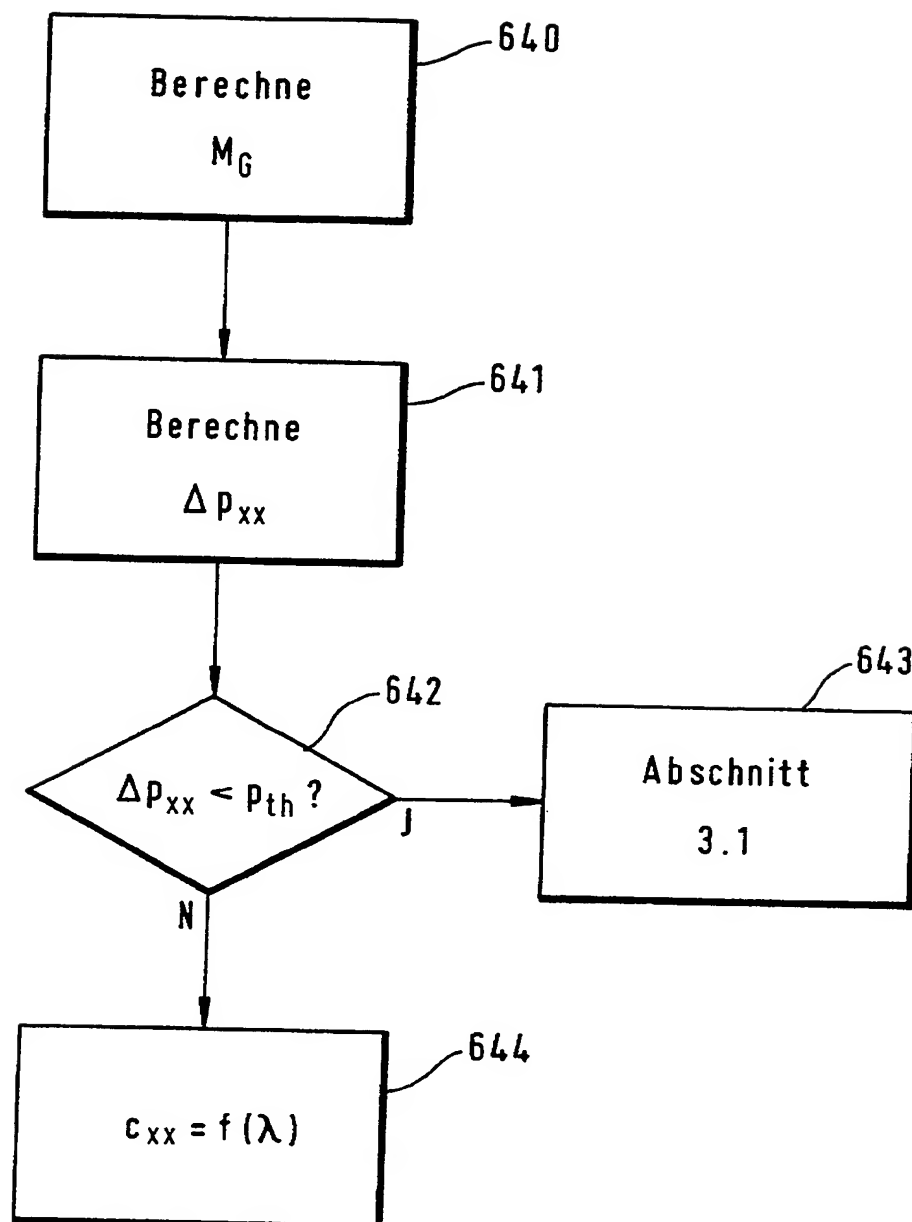 640
Berechne
M_G
641
Berechne
Δp_xx
642
Δp_xx < p_th ?
J
643
Abschnitt
3.1
N
644
c_xx = f(λ)